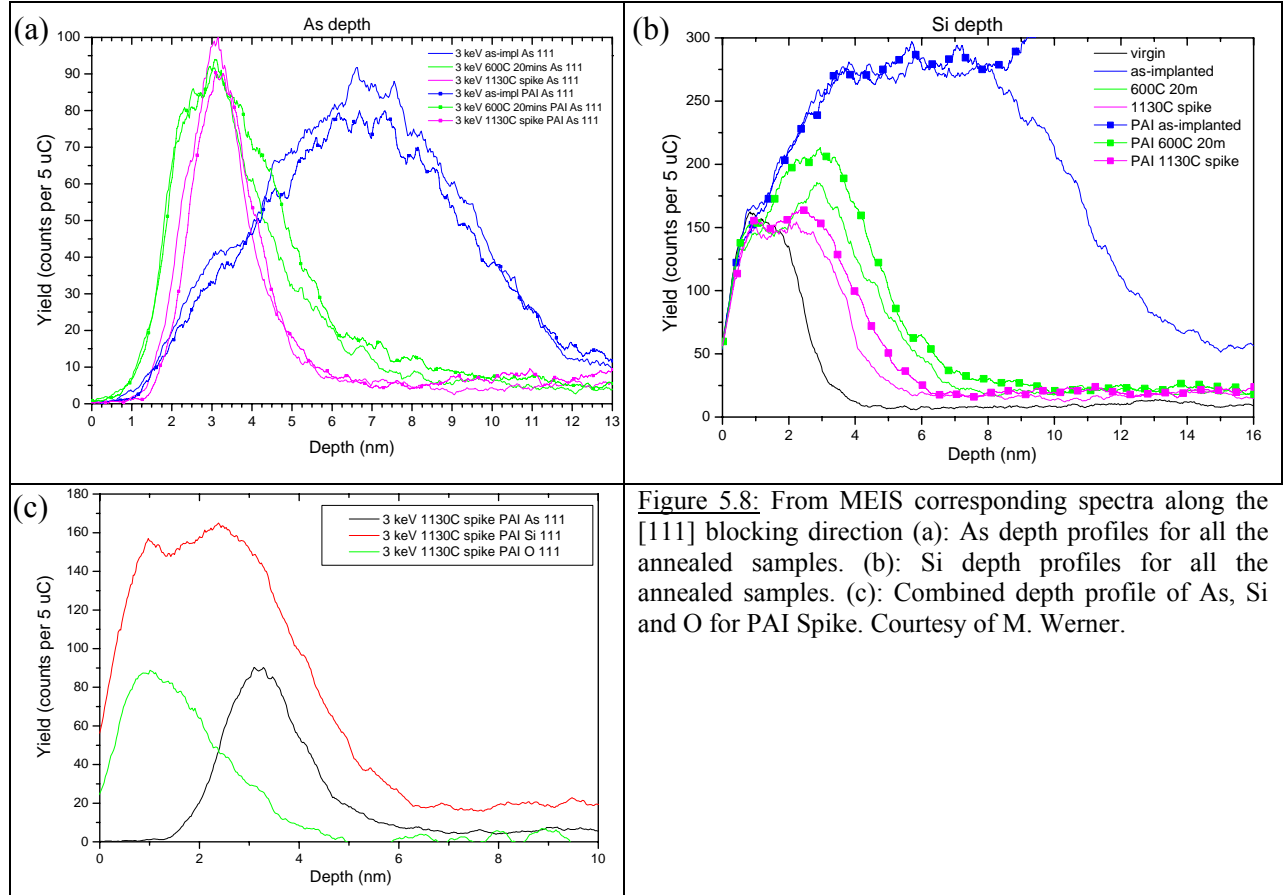 (a)
As depth
3 keV as-impl As 111
3 keV 600C 20mins As 111
3 keV 1130C spike As 111
3 keV as-impl PAI As 111
3 keV 600C 20mins PAI As 111
3 keV 1130C spike PAI As 111
Yield (counts per 5 uC)
100
90
80
70
60
50
40
30
20
10
0
0 1 2 3 4 5 6 7 8 9 10 11 12 13
Depth (nm)
(b)
Si depth
virgin
as-implanted
600C 20m
1130C spike
PAI as-implanted
PAI 600C 20m
PAI 1130C spike
Yield (counts per 5 uC)
300
250
200
150
100
50
0
0 2 4 6 8 10 12 14 16
Depth (nm)
(c)
3 keV 1130C spike PAI As 111
3 keV 1130C spike PAI Si 111
3 keV 1130C spike PAI O 111
Yield (counts per 5 uC)
180
160
140
120
100
80
60
40
20
0
0 2 4 6 8 10
Depth (nm)
Figure 5.8: From MEIS corresponding spectra along the
[111] blocking direction (a): As depth profiles for all the
annealed samples. (b): Si depth profiles for all the
annealed samples. (c): Combined depth profile of As, Si
and O for PAI Spike. Courtesy of M. Werner.